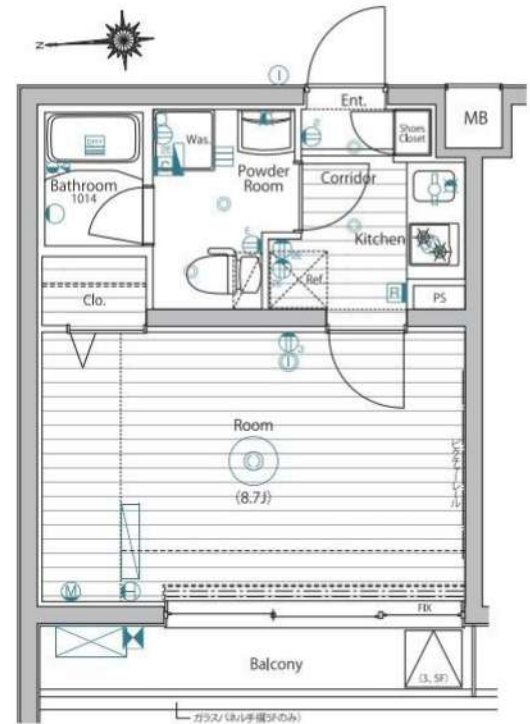 N
I
Ent.
MB
Was.
Shoes
Closet
DRY
Powder
Room
Corridor
Bathroom
1014
Kitchen
Clo.
Ref.
R
PS
I
Room
(8.7J)
ピクチャーレール
M
FIX
Balcony
(3, 5F)
ガラスパネル手摺(5Fのみ)